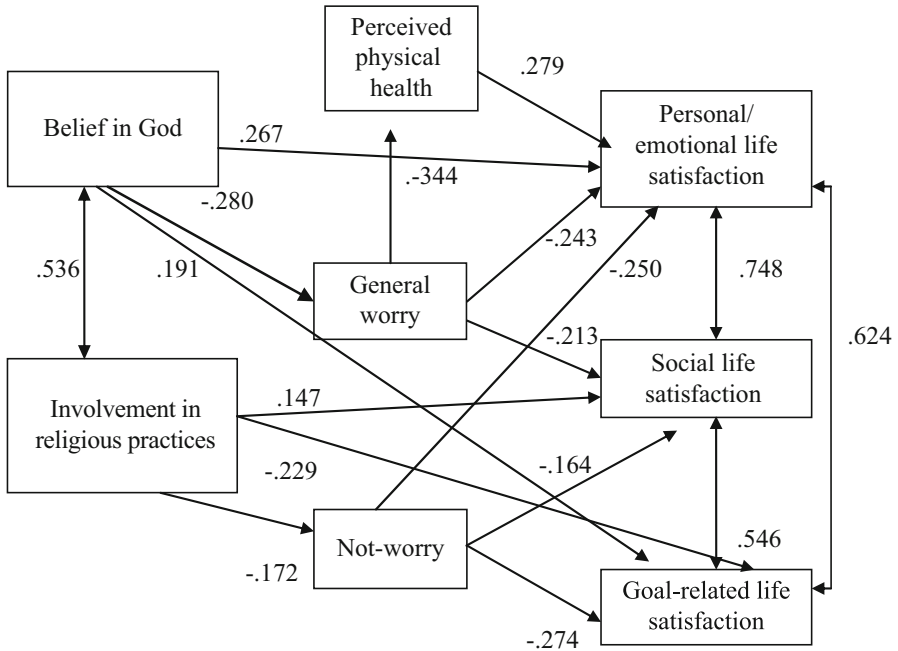 Perceived
physical
health
.279
Belief in God
.267
Personal/
emotional life
satisfaction
.-344
-.280
-.243
.536
.191
General
worry
-.250
.748
-.213
.624
Social life
satisfaction
Involvement in
religious practices
.147
-.229
-.164
Not-worry
-.172
.546
Goal-related life
satisfaction
-.274